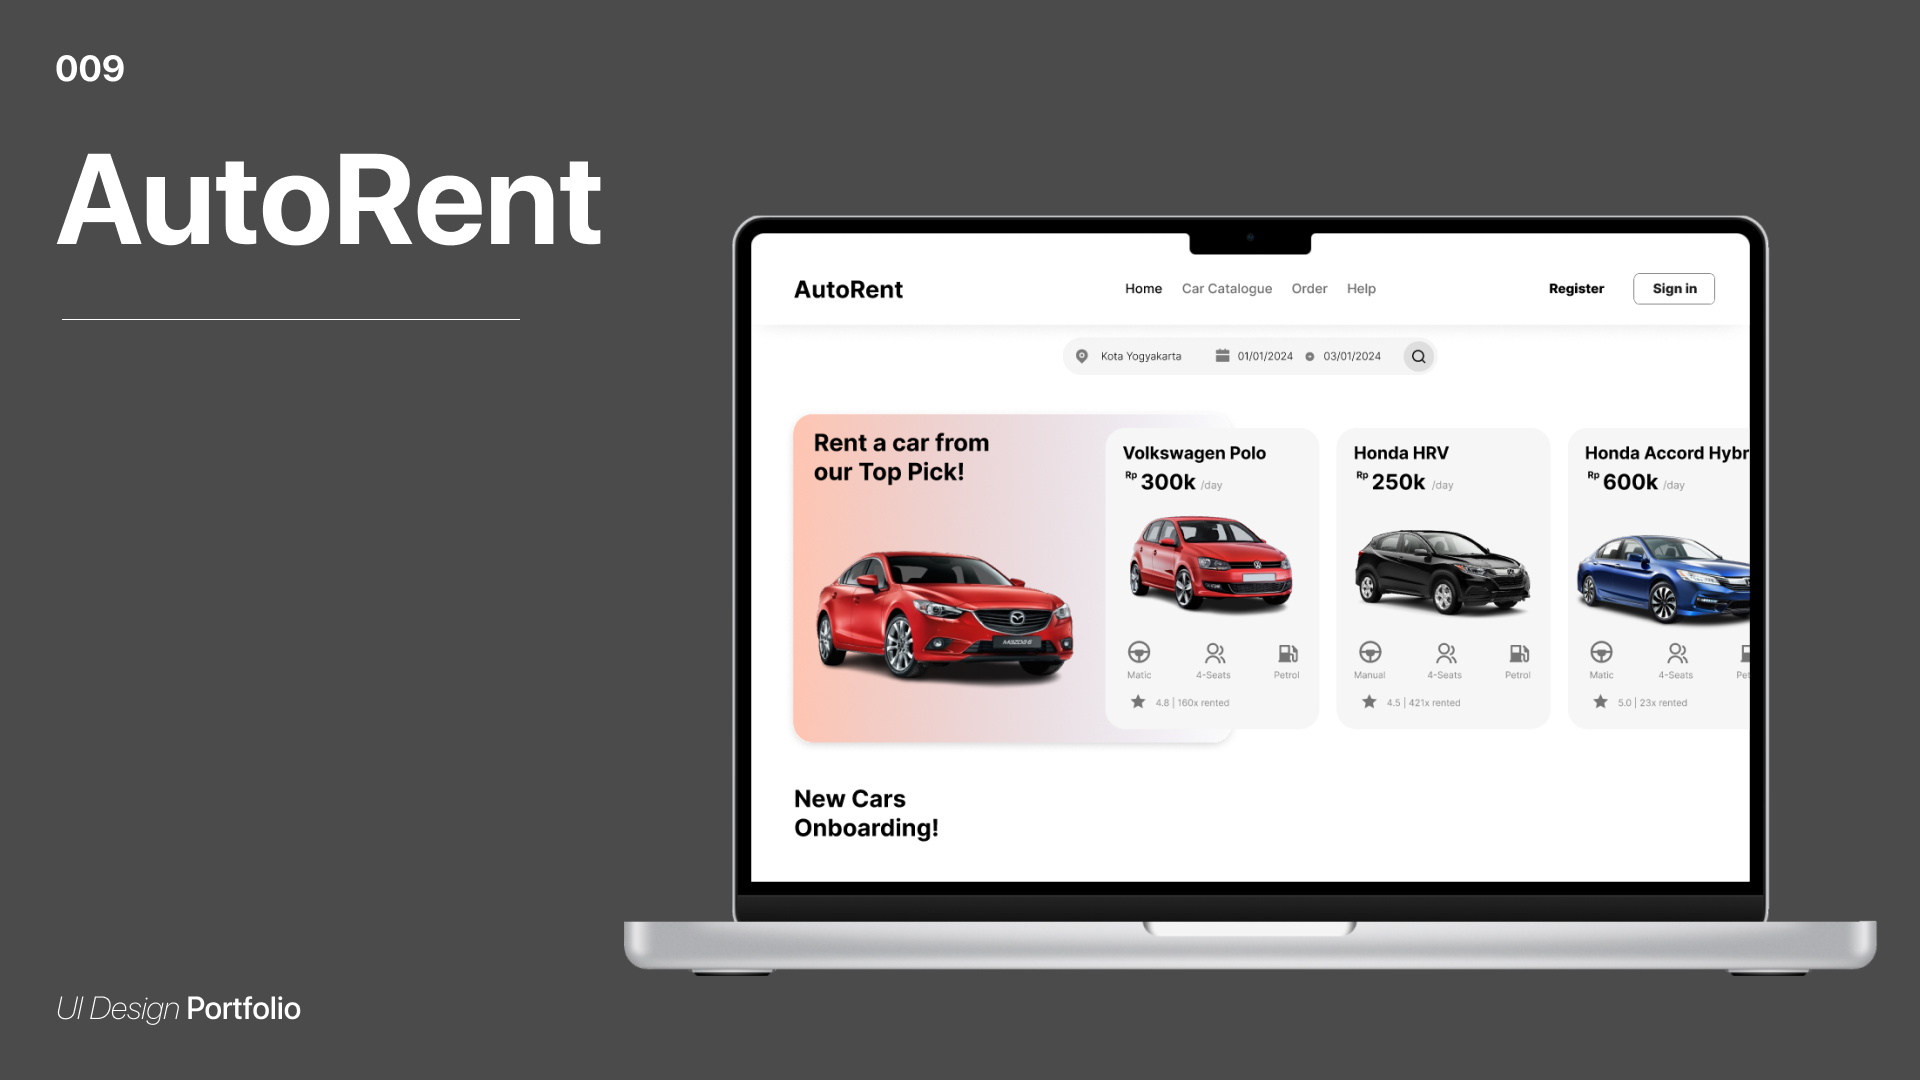 009
AutoRent
AutoRent
Home Car Catalogue Order Help
Register Sign in
Kota Yogyakarta 01/01/2024 03/01/2024
Rent a car from
our Top Pick!
MAZDA 6
Volkswagen Polo
Rp 300k /day
Matic 4-Seats Petrol
4.8 | 160x rented
Honda HRV
Rp 250k /day
Manual 4-Seats Petrol
4.5 | 421x rented
Honda Accord Hybr
Rp 600k /day
Matic 4-Seats Pet
5.0 | 23x rented
New Cars
Onboarding!
UI Design Portfolio